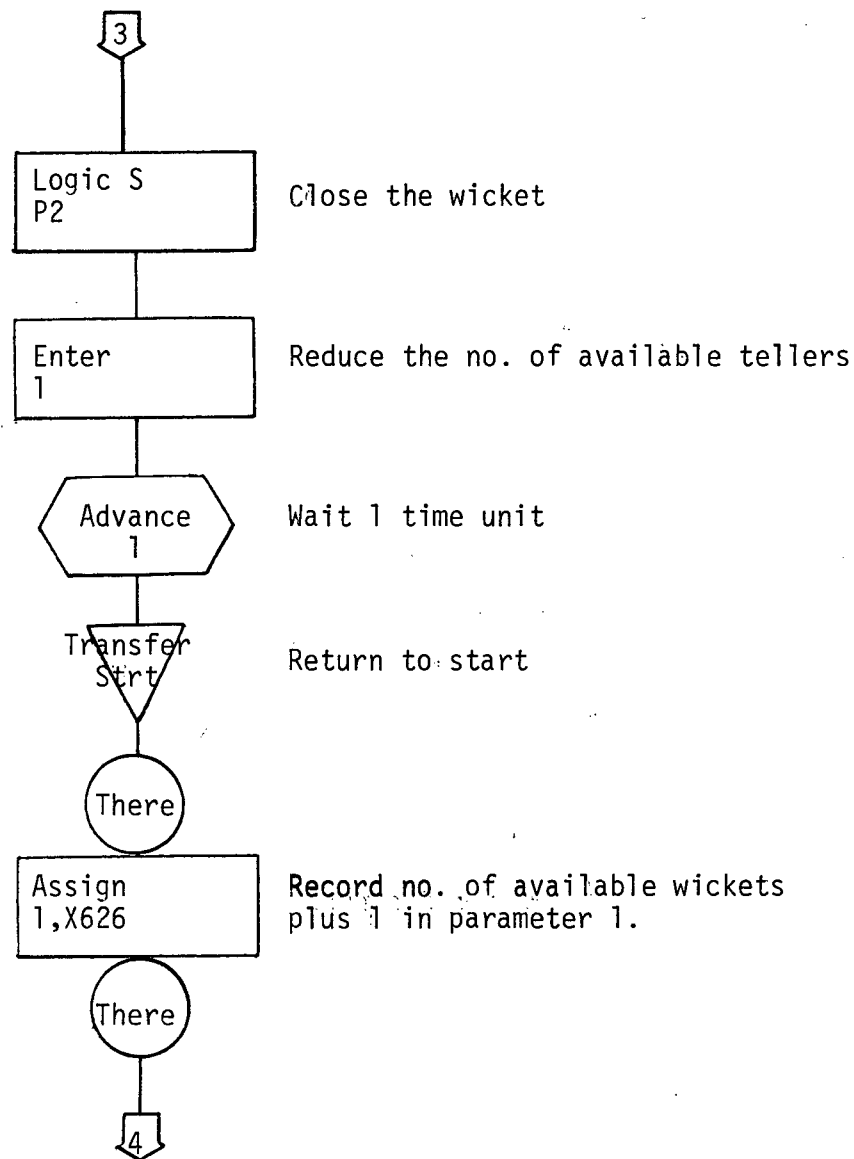 3
Logic S
P2
Close the wicket
Enter
1
Reduce the no. of available tellers
Advance
1
Wait 1 time unit
Transfer
Strt
Return to start
There
Assign
1,X626
Record no. of available wickets
plus 1 in parameter 1.
There
4